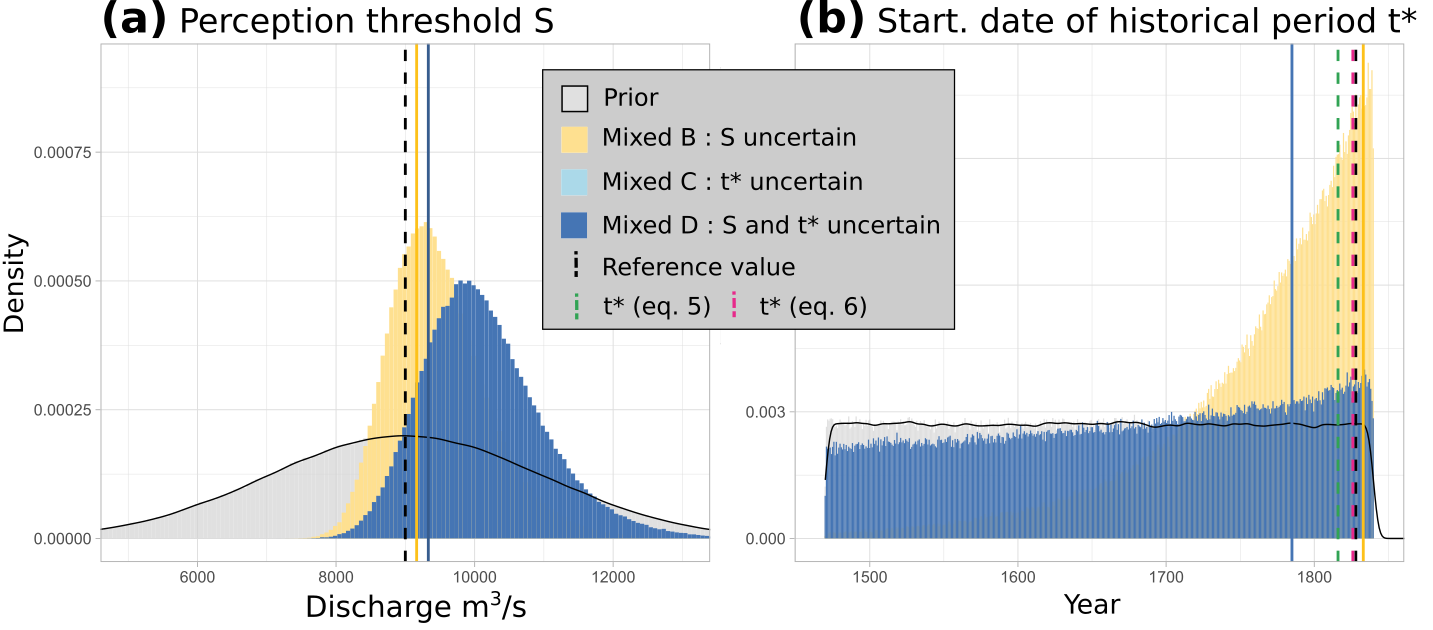 (a) Perception threshold S
(b) Start. date of historical period t*
Density
0.00075
0.00050
0.00025
0.00000
6000 8000 10000 12000
Discharge m³/s
Prior
Mixed B : S uncertain
Mixed C : t* uncertain
Mixed D : S and t* uncertain
Reference value
t* (eq. 5) t* (eq. 6)
0.003
0.000
1500 1600 1700 1800
Year